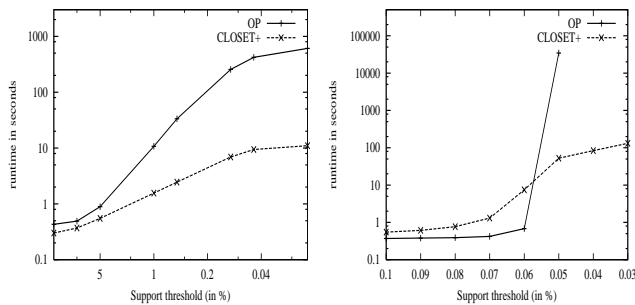 OP
CLOSET+
1000
100
10
1
0.1
runtime in seconds
5 1 0.2 0.04
Support threshold (in %)
OP
CLOSET+
100000
10000
1000
100
10
1
0.1
runtime in seconds
0.1 0.09 0.08 0.07 0.06 0.05 0.04 0.03
Support threshold (in %)